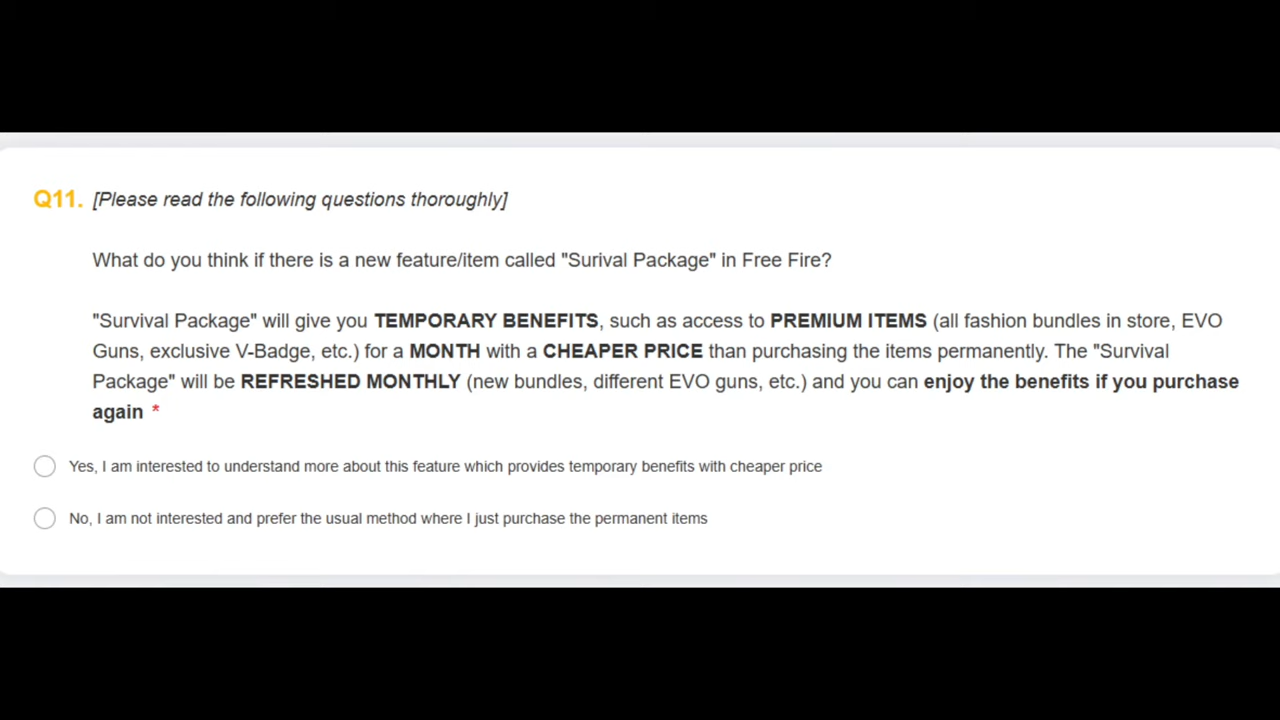 Q11. [Please read the following questions thoroughly]
What do you think if there is a new feature/item called "Surival Package" in Free Fire?
"Survival Package" will give you TEMPORARY BENEFITS, such as access to PREMIUM ITEMS (all fashion bundles in store, EVO
Guns, exclusive V-Badge, etc.) for a MONTH with a CHEAPER PRICE than purchasing the items permanently. The "Survival
Package" will be REFRESHED MONTHLY (new bundles, different EVO guns, etc.) and you can enjoy the benefits if you purchase
again *
Yes, I am interested to understand more about this feature which provides temporary benefits with cheaper price
No, I am not interested and prefer the usual method where I just purchase the permanent items